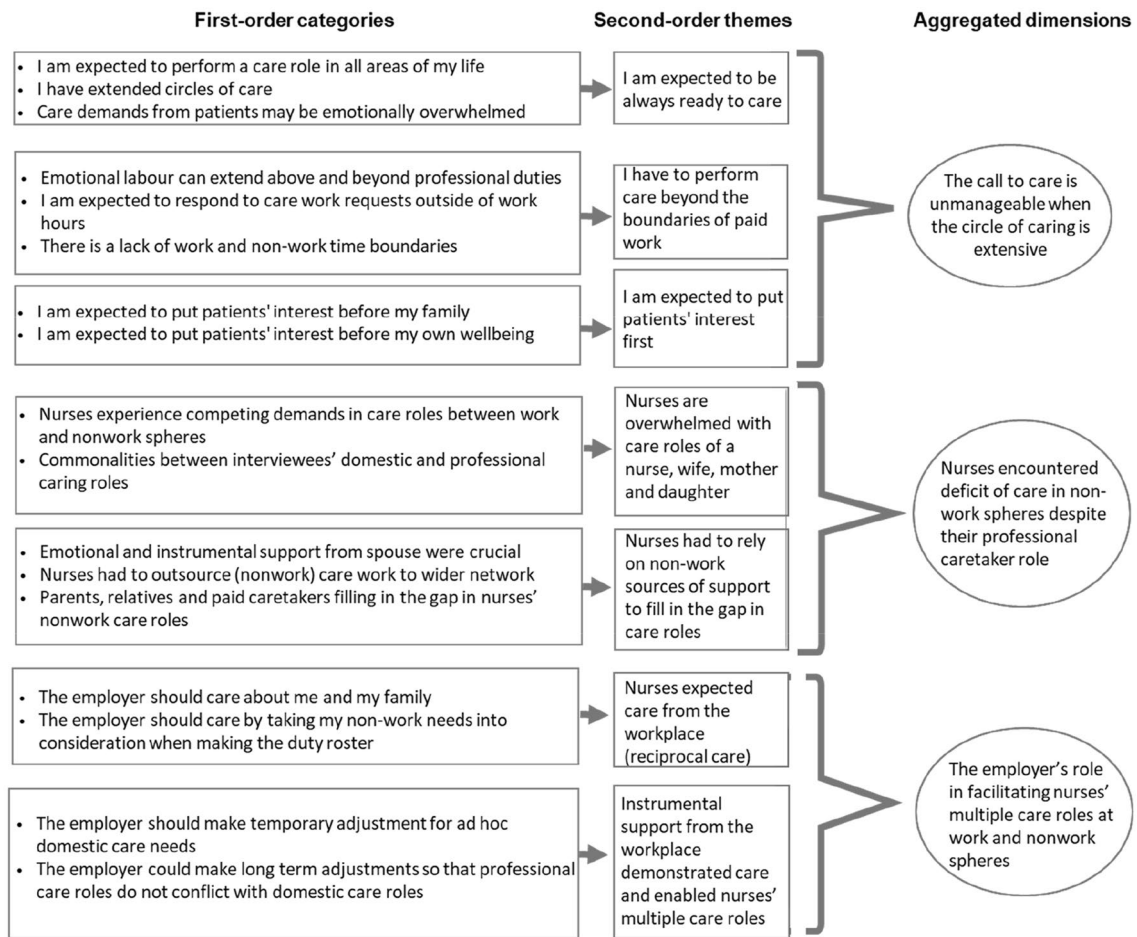 First-order categories
Second-order themes
Aggregated dimensions
• I am expected to perform a care role in all areas of my life
• I have extended circles of care
• Care demands from patients may be emotionally overwhelmed
I am expected to be
always ready to care
• Emotional labour can extend above and beyond professional duties
• I am expected to respond to care work requests outside of work
hours
• There is a lack of work and non-work time boundaries
I have to perform
care beyond the
boundaries of paid
work
• I am expected to put patients' interest before my family
• I am expected to put patients' interest before my own wellbeing
I am expected to put
patients' interest
first
The call to care is
unmanageable when
the circle of caring is
extensive
• Nurses experience competing demands in care roles between work
and nonwork spheres
• Commonalities between interviewees’ domestic and professional
caring roles
Nurses are
overwhelmed with
care roles of a
nurse, wife, mother
and daughter
• Emotional and instrumental support from spouse were crucial
• Nurses had to outsource (nonwork) care work to wider network
• Parents, relatives and paid caretakers filling in the gap in nurses’
nonwork care roles
Nurses had to rely
on non-work
sources of support
to fill in the gap in
care roles
Nurses encountered
deficit of care in non-
work spheres despite
their professional
caretaker role
• The employer should care about me and my family
• The employer should care by taking my non-work needs into
consideration when making the duty roster
Nurses expected
care from the
workplace
(reciprocal care)
• The employer should make temporary adjustment for ad hoc
domestic care needs
• The employer could make long term adjustments so that professional
care roles do not conflict with domestic care roles
Instrumental
support from the
workplace
demonstrated care
and enabled nurses’
multiple care roles
The employer’s role
in facilitating nurses’
multiple care roles at
work and nonwork
spheres